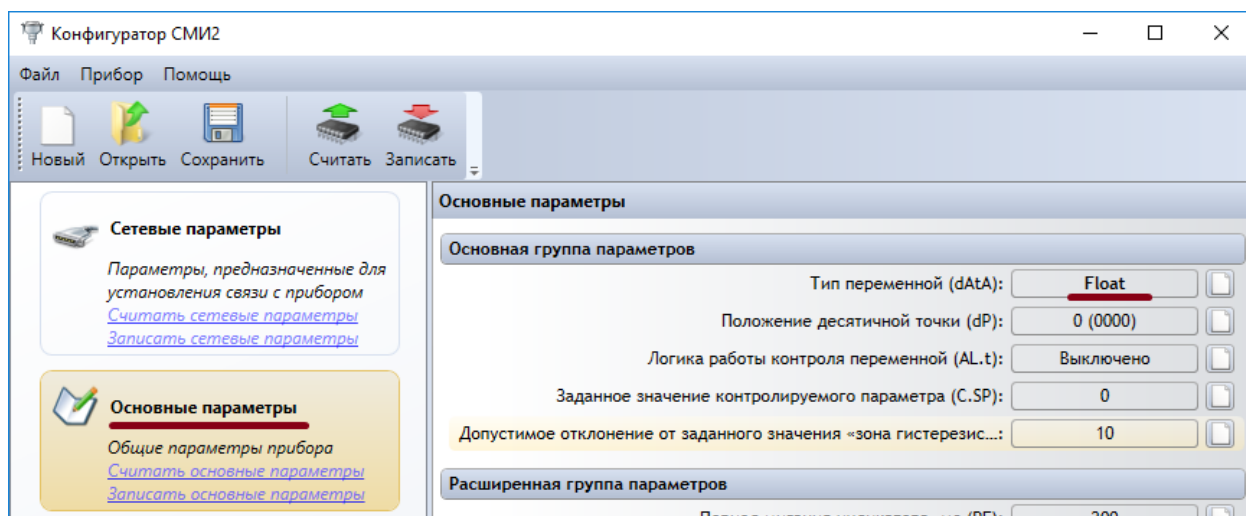 Конфигуратор СМИ2
Файл Прибор Помощь
Новый Открыть Сохранить Считать Записать
Сетевые параметры
Параметры, предназначенные для
установления связи с прибором
Считать сетевые параметры
Записать сетевые параметры
Основные параметры
Общие параметры прибора
Считать основные параметры
Записать основные параметры
Основные параметры
Основная группа параметров
Тип переменной (dAtA): Float
Положение десятичной точки (dP): 0 (0000)
Логика работы контроля переменной (AL.t): Выключено
Заданное значение контролируемого параметра (C.SP): 0
Допустимое отклонение от заданного значения «зона гистерезис...: 10
Расширенная группа параметров